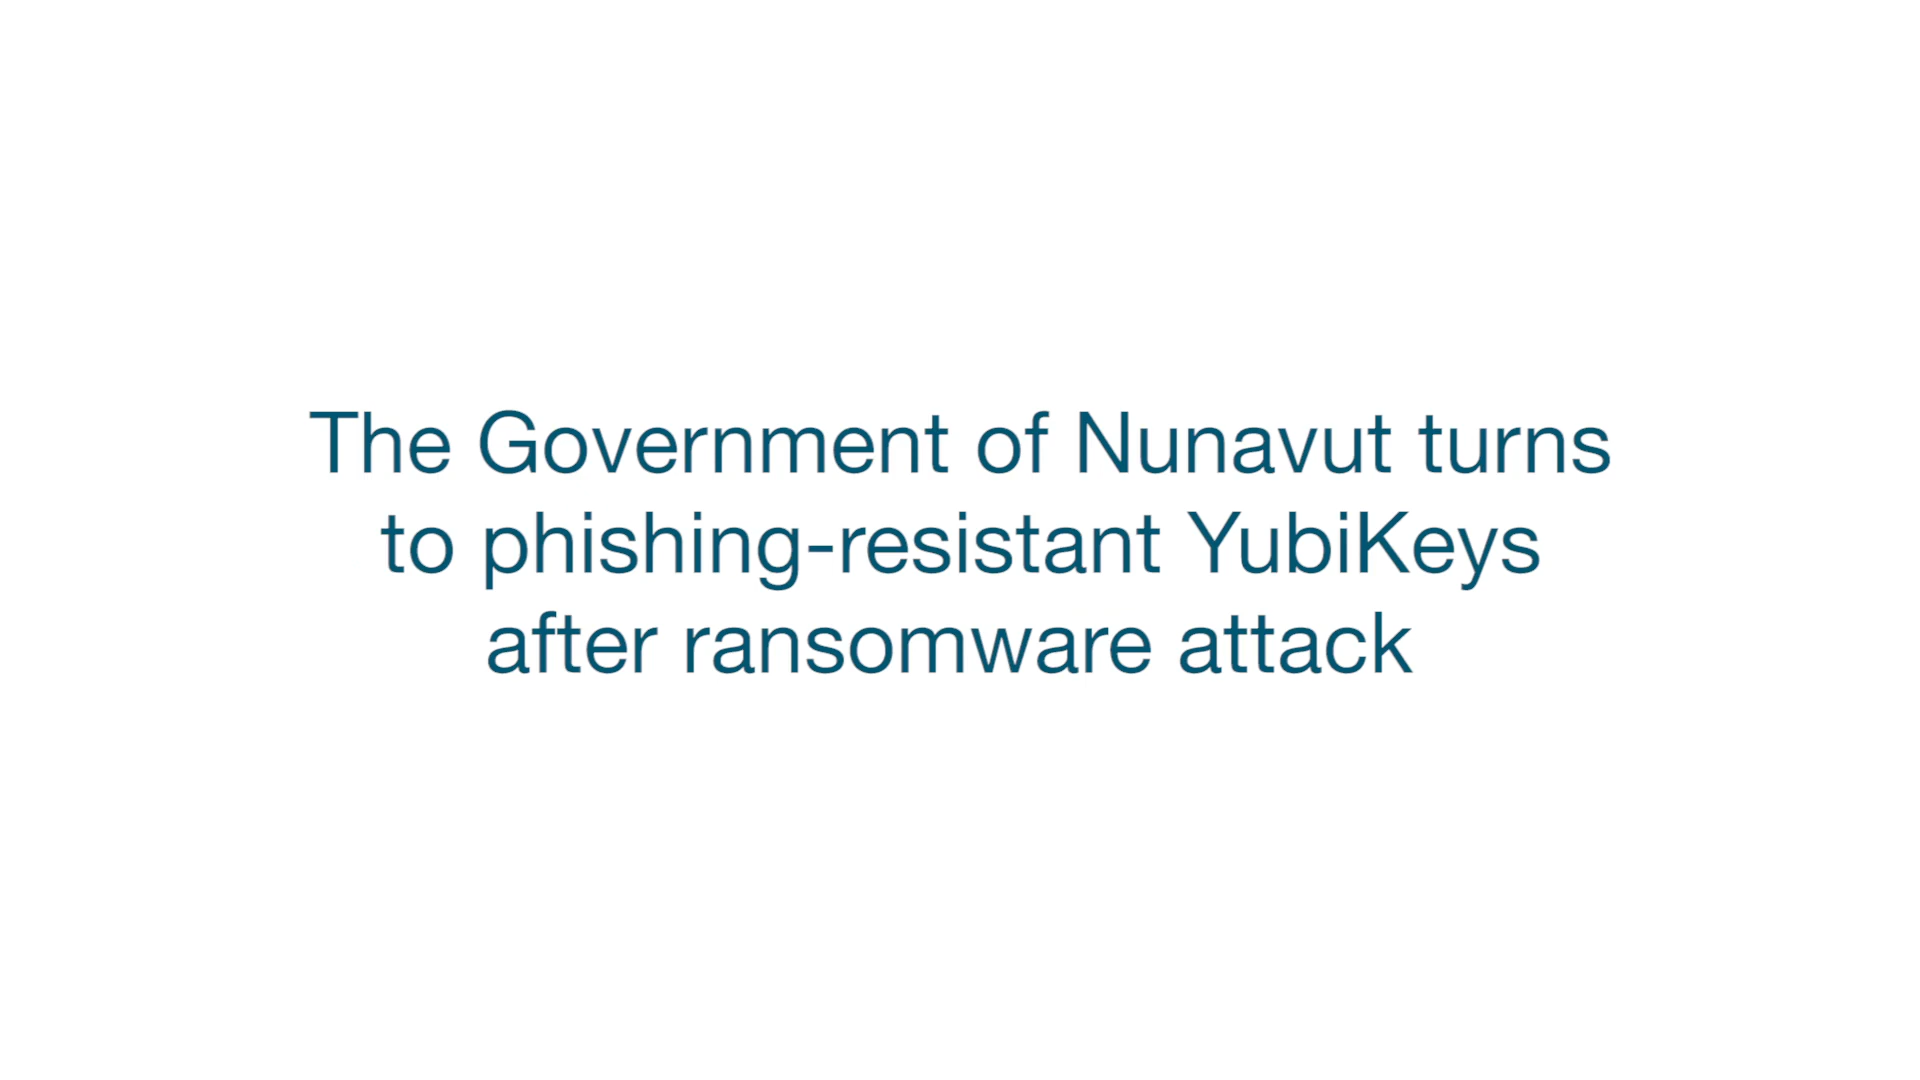 The Government of Nunavut turns
to phishing-resistant YubiKeys
after ransomware attack